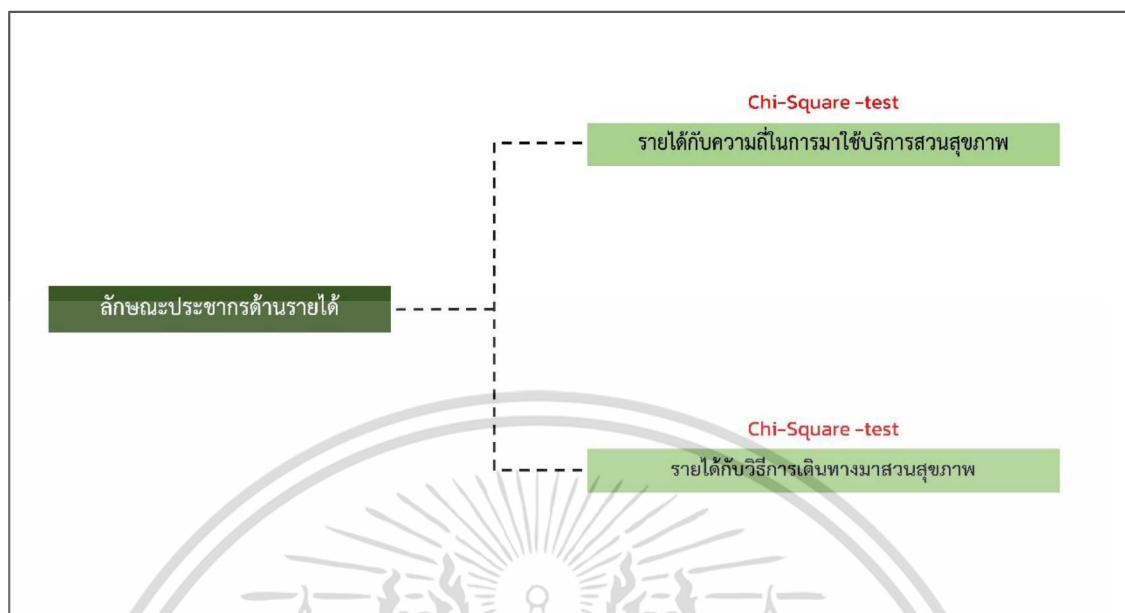 Chi-Square -test
รายได้กับความถี่ในการมาใช้บริการสวนสุขภาพ
ลักษณะประชากรด้านรายได้
Chi-Square -test
รายได้กับวิธีการเดินทางมาสวนสุขภาพ